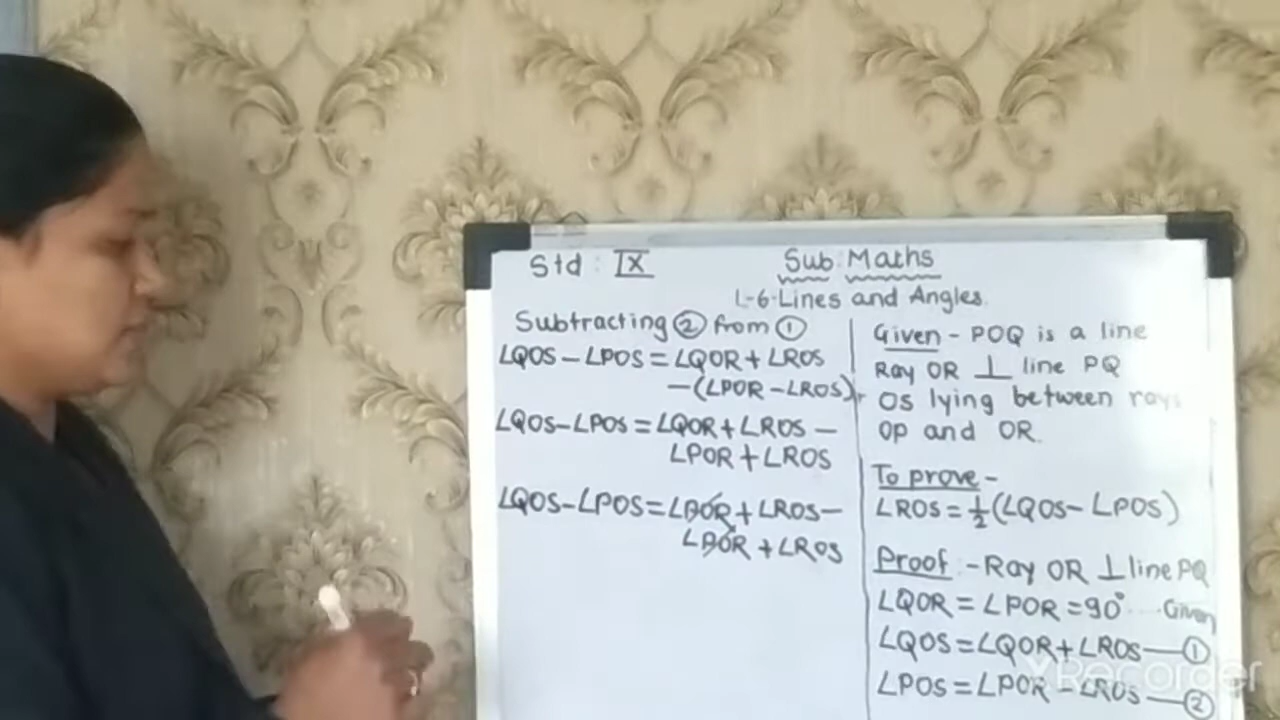 Std : IX
Sub: Maths
L-6-Lines and Angles.
Subtracting ② from ①
∠QOS – ∠POS = ∠QOR + ∠ROS
–(∠POR – ∠ROS)
∠QOS – ∠POS = ∠QOR + ∠ROS –
∠POR + ∠ROS
∠QOS – ∠POS = ∠POR + ∠ROS –
∠POR + ∠ROS
Given - POQ is a line
Ray OR ⊥ line PQ
OS lying between rays
OP and OR.
To prove -
∠ROS = ½ (∠QOS – ∠POS)
Proof :- Ray OR ⊥ line PQ
∠QOR = ∠POR = 90° ... Given
∠QOS = ∠QOR + ∠ROS — ①
∠POS = ∠POR – ∠ROS — ②
XRecorder